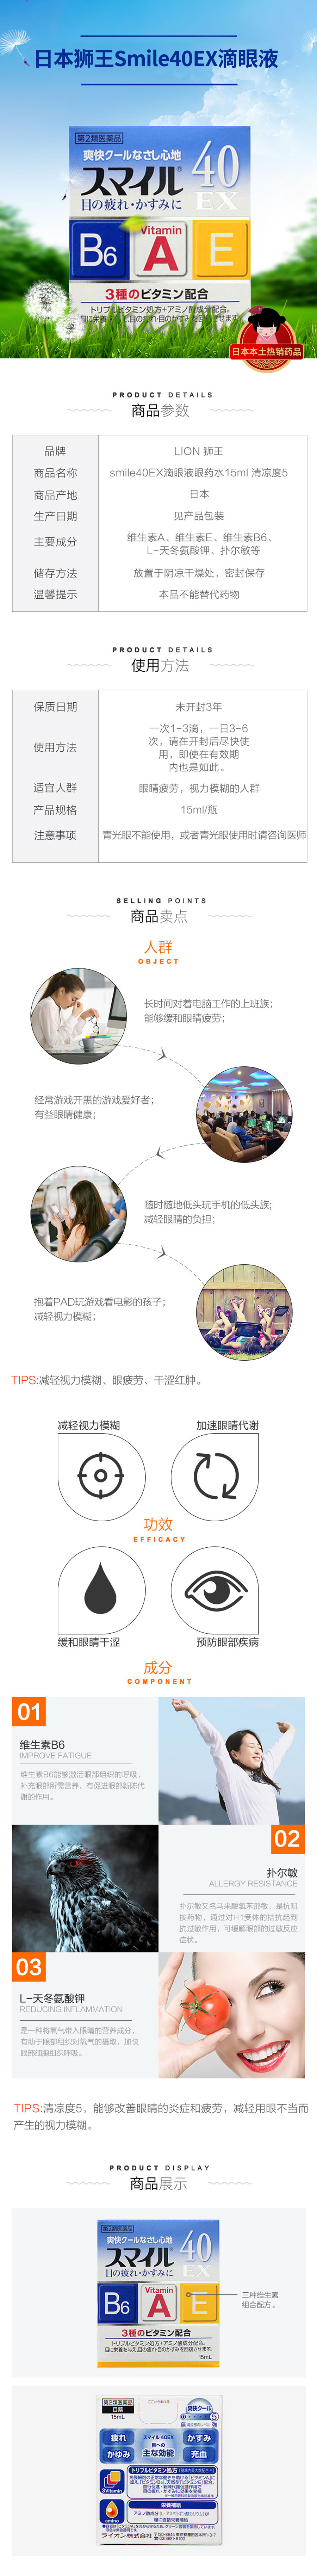 日本狮王Smile40EX滴眼液
第2類医薬品
爽快クールなさし心地
スマイル® 40
EX
目の疲れ・かすみに
B6
Vitamin
A
E
3種のビタミン配合
トリプルビタミン処方+アミノ酸成分配合。
日本本土热销药品
PRODUCT DETAILS
商品参数
品牌 LION 狮王
商品名称 smile40EX滴眼液眼药水15ml 清凉度5
商品产地 日本
生产日期 见产品包装
主要成分 维生素A、维生素E、维生素B6、
L-天冬氨酸钾、扑尔敏等
储存方法 放置于阴凉干燥处，密封保存
温馨提示 本品不能替代药物
PRODUCT DETAILS
使用方法
保质日期 未开封3年
使用方法 一次1-3滴，一日3-6
次，请在开封后尽快使
用，即使在有效期
内也是如此。
适宜人群 眼睛疲劳，视力模糊的人群
产品规格 15ml/瓶
注意事项 青光眼不能使用，或者青光眼使用时请咨询医师
SELLING POINTS
商品卖点
人群
OBJECT
长时间对着电脑工作的上班族；
能够缓和眼睛疲劳；
经常游戏开黑的游戏爱好者；
有益眼睛健康；
随时随地低头玩手机的低头族；
减轻眼睛的负担；
抱着PAD玩游戏看电影的孩子；
减轻视力模糊；
TIPS:减轻视力模糊、眼疲劳、干涩红肿。
减轻视力模糊 加速眼睛代谢
功效
EFFICACY
缓和眼睛干涩 预防眼部疾病
成分
COMPONENT
01
维生素B6
IMPROVE FATIGUE
维生素B6能够激活眼部组织的呼吸，
补充眼部所需营养，有促进眼部新陈代
谢的作用。
02
扑尔敏
ALLERGY RESISTANCE
扑尔敏又名马来酸氯苯那敏，是抗组
按药物，通过对H1受体的拮抗起到
抗过敏作用，可缓解眼部的过敏反应
症状。
03
L-天冬氨酸钾
REDUCING INFLAMMATION
是一种将氧气带入眼睛的营养成分，
有助于眼部组织对氧气的摄取，加快
眼部细胞组织呼吸。
TIPS:清凉度5，能够改善眼睛的炎症和疲劳，减轻用眼不当而
产生的视力模糊。
PRODUCT DISPLAY
商品展示
第2類医薬品
爽快クールなさし心地
スマイル® 40
EX
目の疲れ・かすみに
B6
Vitamin
A
E
3種のビタミン配合
トリプルビタミン処方+アミノ酸成分配合。
15mL
三种维生素
组合配方。
第2類医薬品
目薬
15mL
爽快クール
5
疲れ
スマイル40EX
目への
主な効能
かすみ
かゆみ
充血
3Vitamin
トリプルビタミン処方
amino
栄養補給
ライオン株式会社